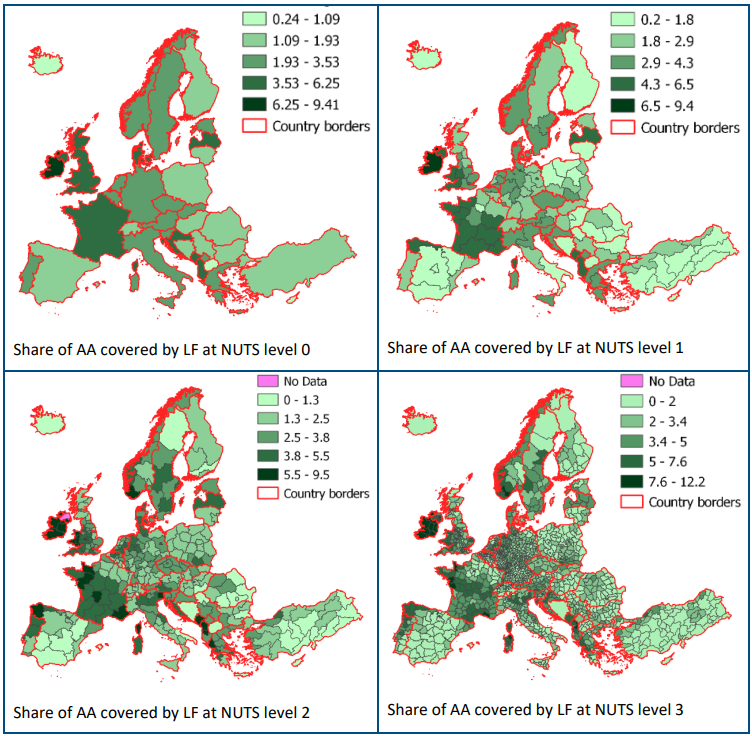 0.24 - 1.09
1.09 - 1.93
1.93 - 3.53
3.53 - 6.25
6.25 - 9.41
Country borders
Share of AA covered by LF at NUTS level 0
0.2 - 1.8
1.8 - 2.9
2.9 - 4.3
4.3 - 6.5
6.5 - 9.4
Country borders
Share of AA covered by LF at NUTS level 1
No Data
0 - 1.3
1.3 - 2.5
2.5 - 3.8
3.8 - 5.5
5.5 - 9.5
Country borders
Share of AA covered by LF at NUTS level 2
No Data
0 - 2
2 - 3.4
3.4 - 5
5 - 7.6
7.6 - 12.2
Country borders
Share of AA covered by LF at NUTS level 3